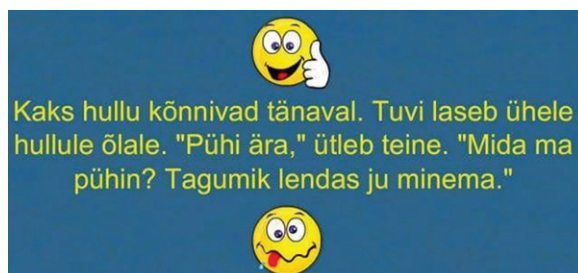 Kaks hullu kõnnivad tänaval. Tuvi laseb ühele
hullule õlale. "Pühi ära," ütleb teine. "Mida ma
pühin? Tagumik lendas ju minema."